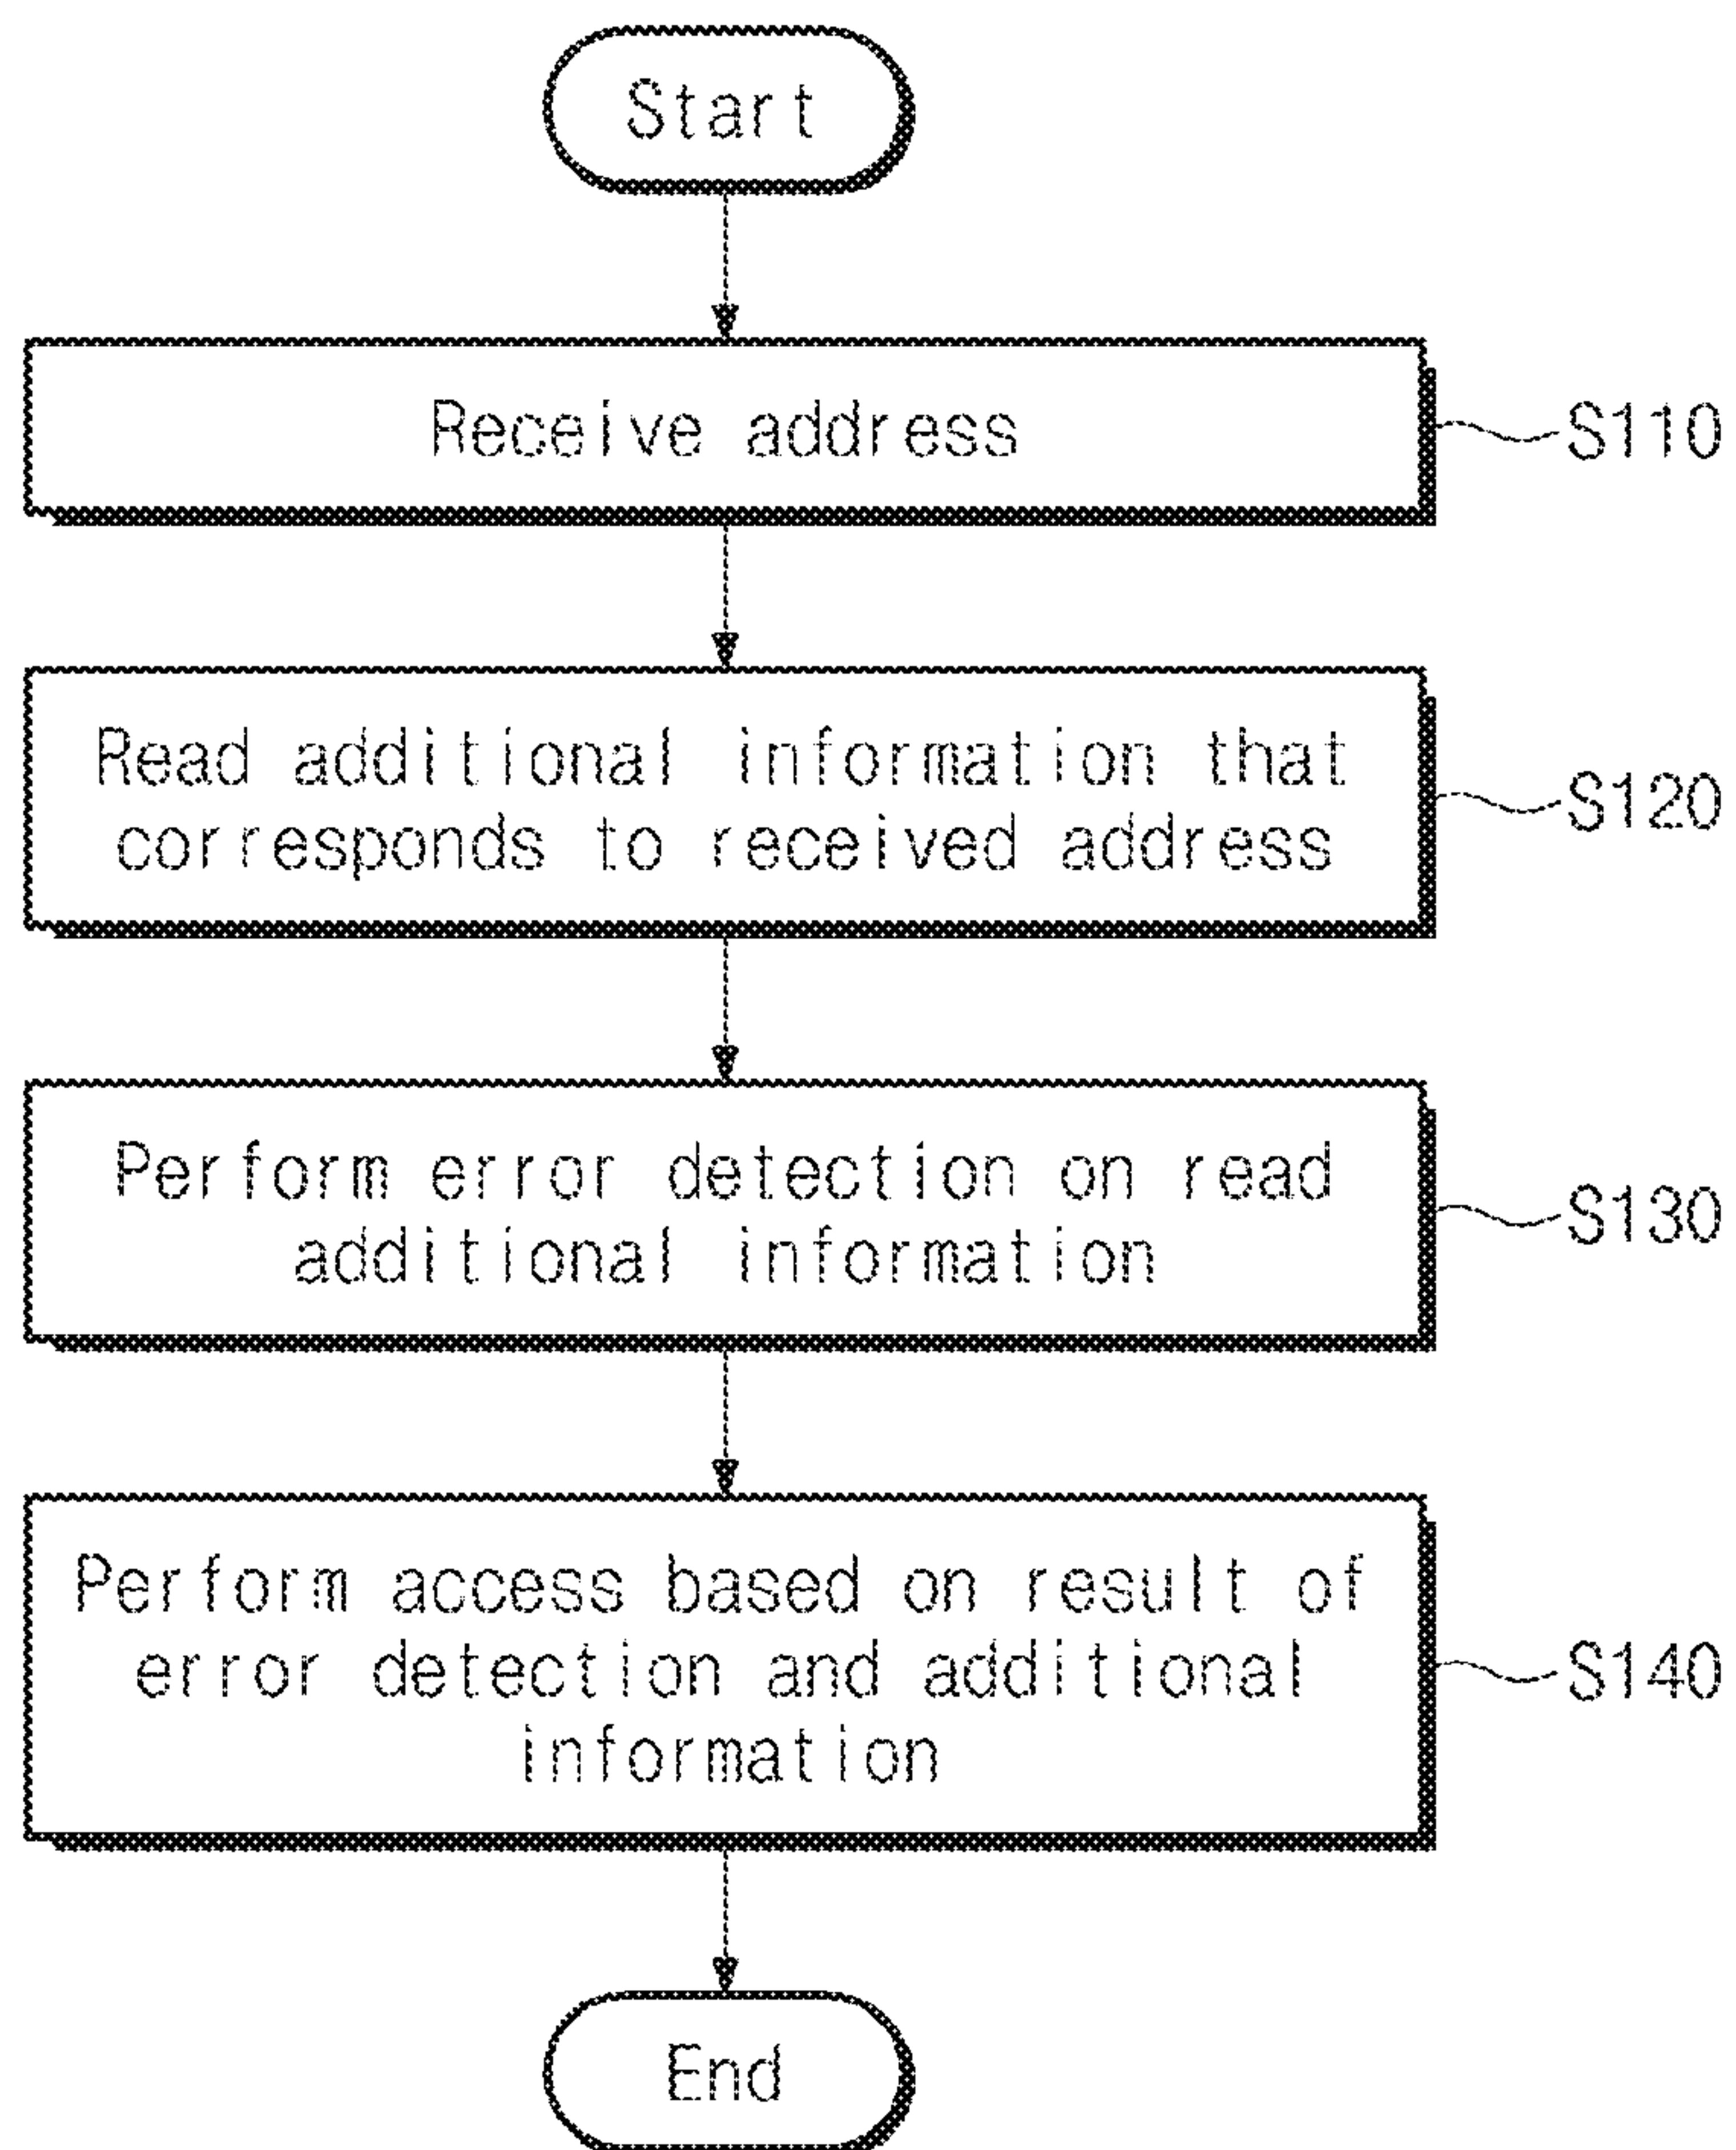 Start
Receive address
S110
Read additional information that
corresponds to received address
S120
Perform error detection on read
additional information
S130
Perform access based on result of
error detection and additional
information
S140
End